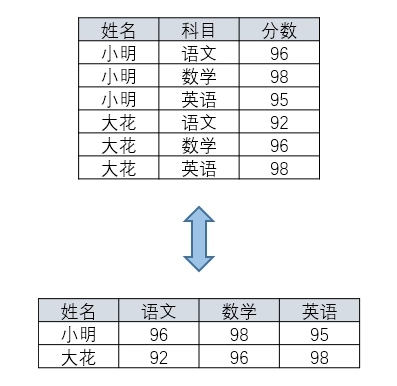 姓名 科目 分数
小明 语文 96
小明 数学 98
小明 英语 95
大花 语文 92
大花 数学 96
大花 英语 98
姓名 语文 数学 英语
小明 96 98 95
大花 92 96 98